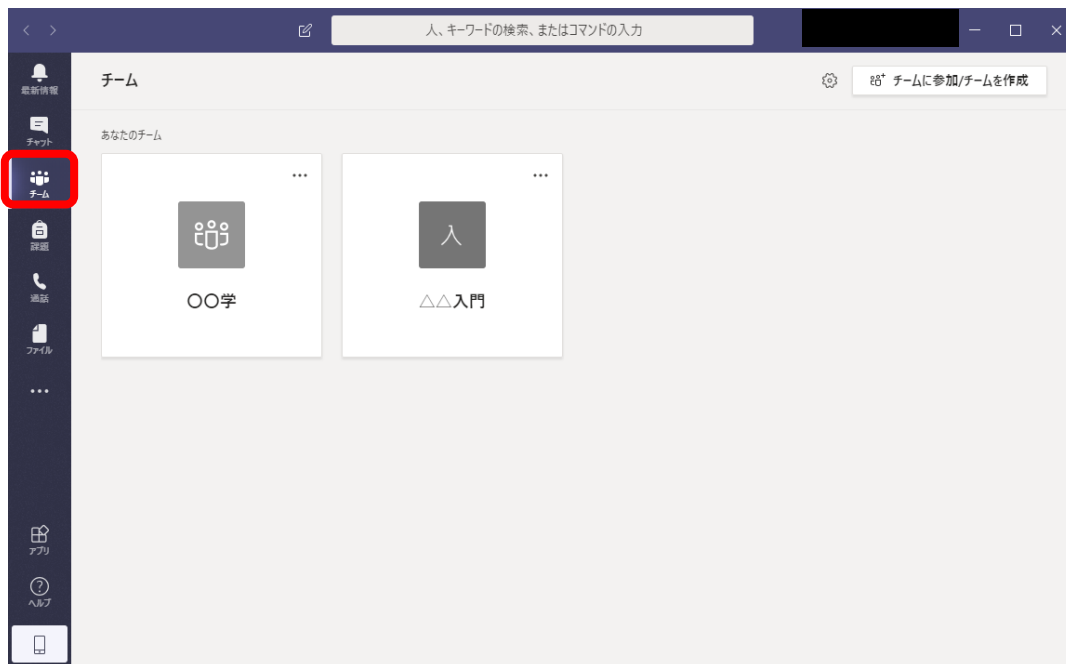 人、キーワードの検索、またはコマンドの入力
最新情報
チャット
チーム
課題
通話
ファイル
アプリ
ヘルプ
チーム
チームに参加/チームを作成
あなたのチーム
〇〇学
入
△△入門